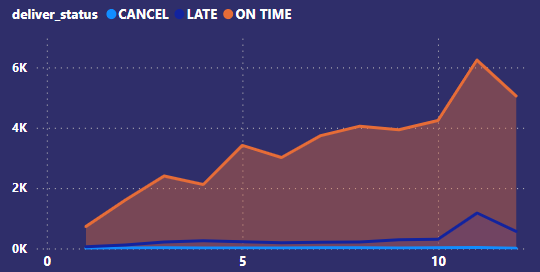 deliver_status CANCEL LATE ON TIME
6K
4K
2K
0K
0 5 10